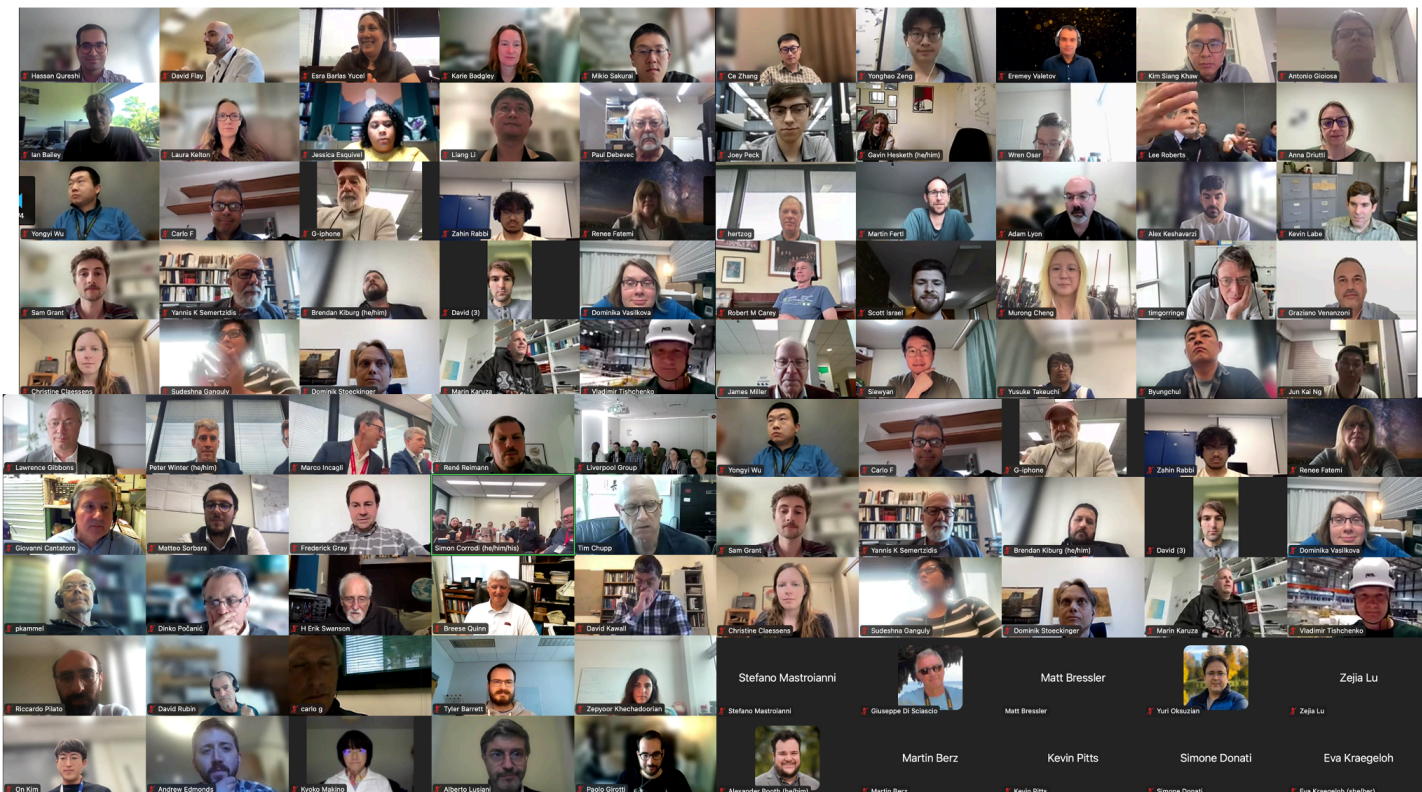 Hassan Qureshi
David Flay
Esra Barlas Yucel
Karie Badgley
Mikio Sakurai
Ce Zhang
Yonghao Zeng
Eremey Valetov
Kim Siang Khaw
Antonio Gioiosa
Ian Bailey
Laura Kelton
Jessica Esquivel
Liang Li
Paul Debevec
Joey Peck
Gavin Hesketh (he/him)
Wren Osar
Lee Roberts
Anna Driutti
Yongyi Wu
Carlo F
G-iphone
Zahin Rabbi
Renee Fatemi
hertzog
Martin Fertl
Adam Lyon
Alex Keshavarzi
Kevin Labe
Sam Grant
Yannis K Semertzidis
Brendan Kiburg (he/him)
David (3)
Dominika Vasilkova
Robert M Carey
Scott Israel
Murong Cheng
timgorringe
Graziano Venanzoni
Christine Claessens
Sudeshna Ganguly
Dominik Stoeckinger
Marin Karuza
Vladimir Tishchenko
James Miller
Siewyan
Yusuke Takeuchi
Byungchul
Jun Kai Ng
Lawrence Gibbons
Peter Winter (he/him)
Marco Incagli
René Reimann
Liverpool Group
Yongyi Wu
Carlo F
G-iphone
Zahin Rabbi
Renee Fatemi
Giovanni Cantatore
Matteo Sorbara
Frederick Gray
Simon Corrodi (he/him/his)
Tim Chupp
Sam Grant
Yannis K Semertzidis
Brendan Kiburg (he/him)
David (3)
Dominika Vasilkova
pkammel
Dinko Počanić
H Erik Swanson
Breese Quinn
David Kawall
Christine Claessens
Sudeshna Ganguly
Dominik Stoeckinger
Marin Karuza
Vladimir Tishchenko
Riccardo Pilato
David Rubin
carlo g
Tyler Barrett
Zepyoor Khechadoorian
Stefano Mastroianni
Stefano Mastroianni
Giuseppe Di Sciascio
Matt Bressler
Matt Bressler
Yuri Oksuzian
Zejia Lu
Zejia Lu
On Kim
Andrew Edmonds
Kyoko Makino
Alberto Lusiani
Paolo Girotti
Alexander Booth (he/him)
Martin Berz
Martin Berz
Kevin Pitts
Kevin Pitts
Simone Donati
Simone Donati
Eva Kraegeloh
Eva Kraegeloh (she/her)